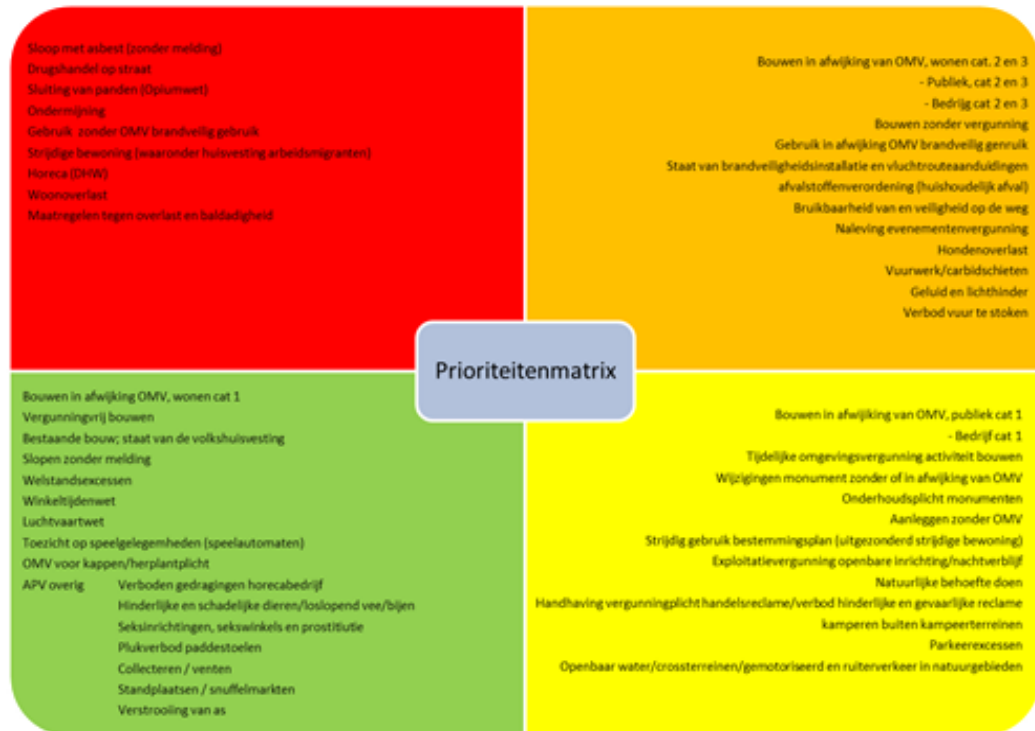 Sloop met asbest (zonder melding)
Drugshandel op straat
Sluiting van panden (Opiumwet)
Ondermijning
Gebruik zonder OMV brandveilig gebruik
Strijdige bewoning (waaronder huisvesting arbeidsmigranten)
Horeca (DHW)
Woonoverlast
Maatregelen tegen overlast en baldadigheid
Bouwen in afwijking van OMV, wonen cat. 2 en 3
- Publiek, cat 2 en 3
- Bedrijg cat 2 en 3
Bouwen zonder vergunning
Gebruik in afwijking OMV brandveilig genruik
Staat van brandveiligheidsinstallatie en vluchtrouteaanduidingen
afvalstoffenverordening (huishoudelijk afval)
Bruikbaarheid van en veiligheid op de weg
Naleving evenementenvergunning
Hondenoverlast
Vuurwerk/carbidschieten
Geluid en lichthinder
Verbod vuur te stoken
Prioriteitenmatrix
Bouwen in afwijking OMV, wonen cat 1
Vergunningvrij bouwen
Bestaande bouw; staat van de volkshuisvesting
Slopen zonder melding
Welstandsexcessen
Winkeltijdenwet
Luchtvaartwet
Toezicht op speelgelegemheden (speelautomaten)
OMV voor kappen/herplantplicht
APV overig Verboden gedragingen horecabedrijf
Hinderlijke en schadelijke dieren/loslopend vee/bijen
Seksinrichtingen, sekswinkels en prostitiutie
Plukverbod paddestoelen
Collecteren / venten
Standplaatsen / snuffelmarkten
Verstrooiing van as
Bouwen in afwijiking van OMV, publiek cat 1
- Bedrijf cat 1
Tijdelijke omgevingsvergunning activiteit bouwen
Wijzigingen monument zonder of in afwijking van OMV
Onderhoudsplicht monumenten
Aanleggen zonder OMV
Strijdig gebruik bestemmingsplan (uitgezonderd strijdige bewoning)
Exploitatievergunning openbare inrichting/nachtverblijf
Natuurlijke behoefte doen
Handhaving vergunningplicht handelsreclame/verbod hinderlijke en gevaarlijke reclame
kamperen buiten kampeerterreinen
Parkeerexcessen
Openbaar water/crossterreinen/gemotoriseerd en ruiterverkeer in natuurgebieden